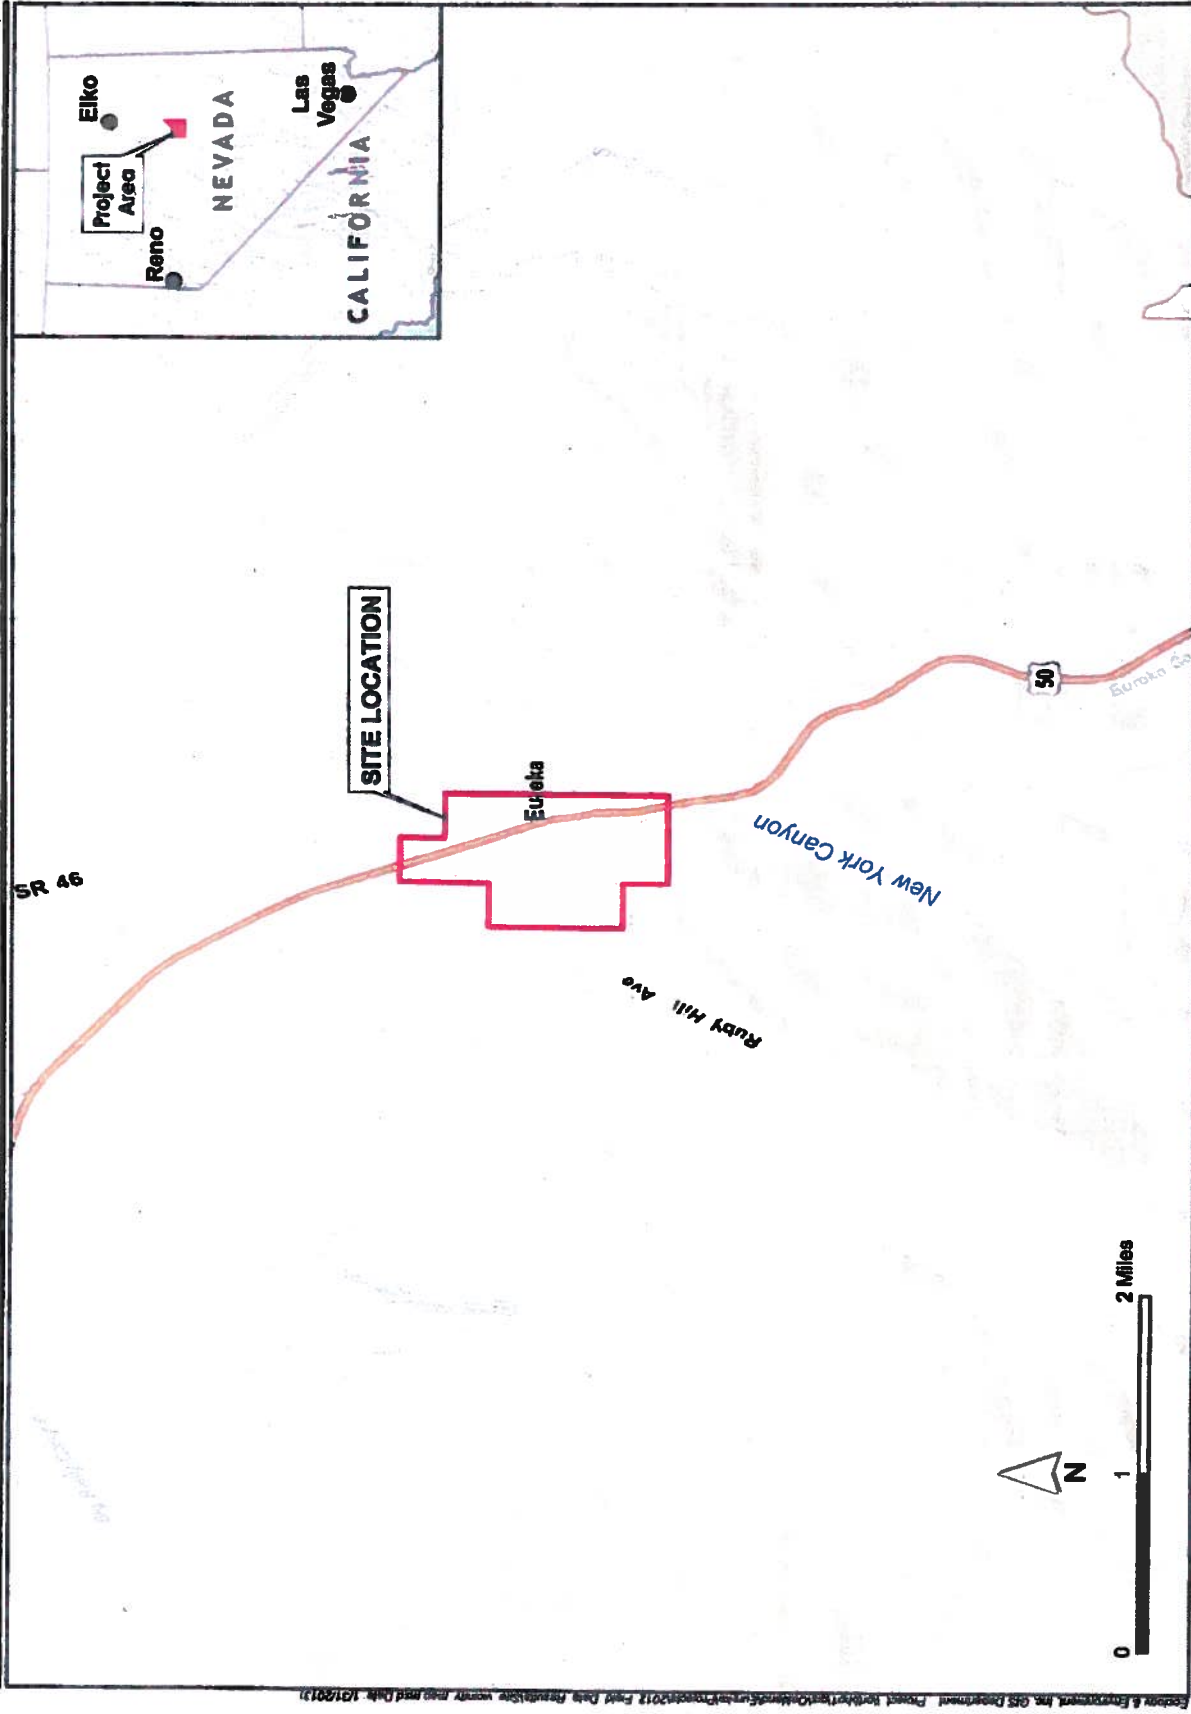 Elko
Project
Area
Reno
NEVADA
Las
Vegas
CALIFORNIA
SITE LOCATION
SR 46
Eureka
New York Canyon
Ruby Hill Ave
50
Eureka
N
0 1 2 Miles